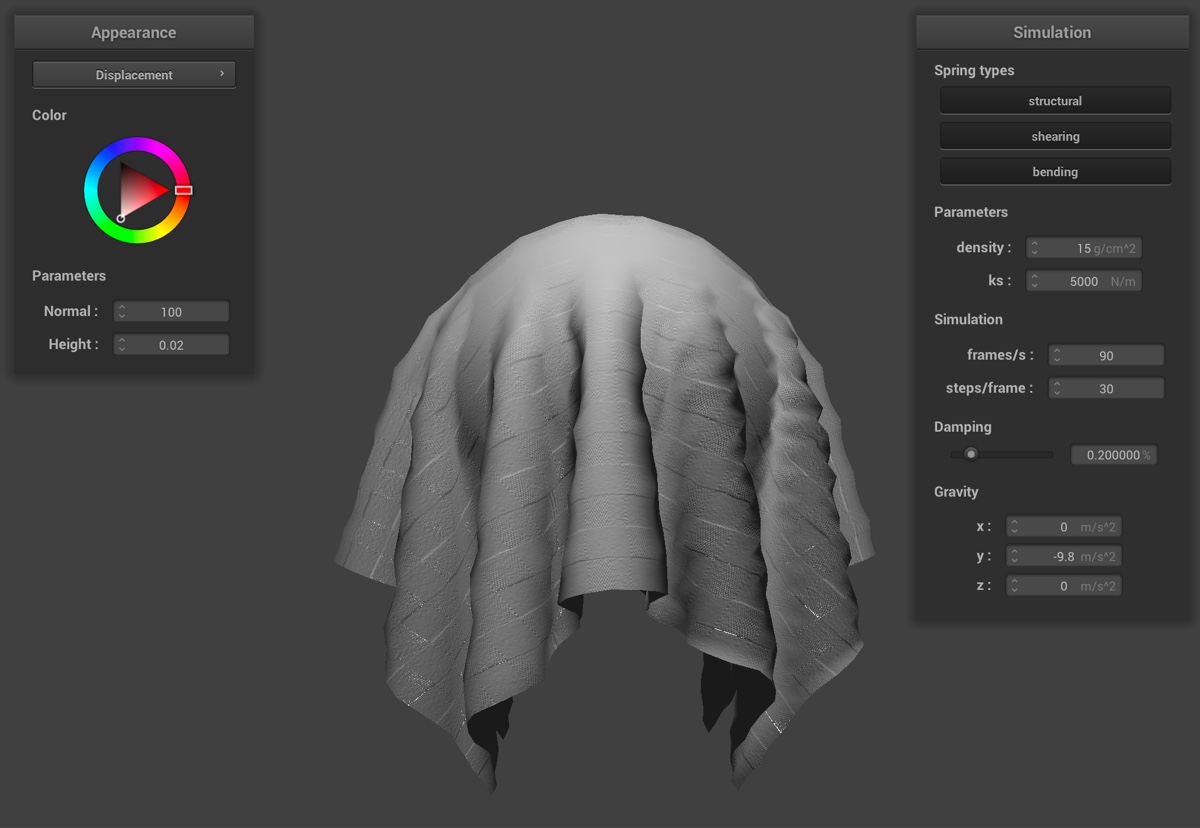 Appearance
Displacement ›
Color
Parameters
Normal : 100
Height : 0.02
Simulation
Spring types
structural
shearing
bending
Parameters
density : 15 g/cm^2
ks : 5000 N/m
Simulation
frames/s : 90
steps/frame : 30
Damping
0.200000 %
Gravity
x : 0 m/s^2
y : -9.8 m/s^2
z : 0 m/s^2